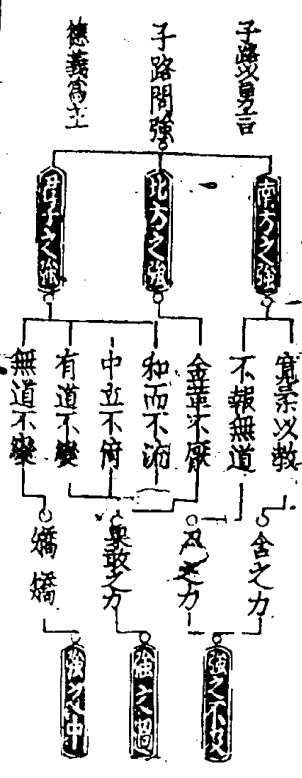 子路以勇言
子路問強
德義為主
南方之強
北方之強
君子之強
寬柔以教
不報無道
金革不厭
和而不流
中立不倚
有道不變
無道不變
含之力
忍之力
果敢之力
矯矯
強之不及
強之過
強之中